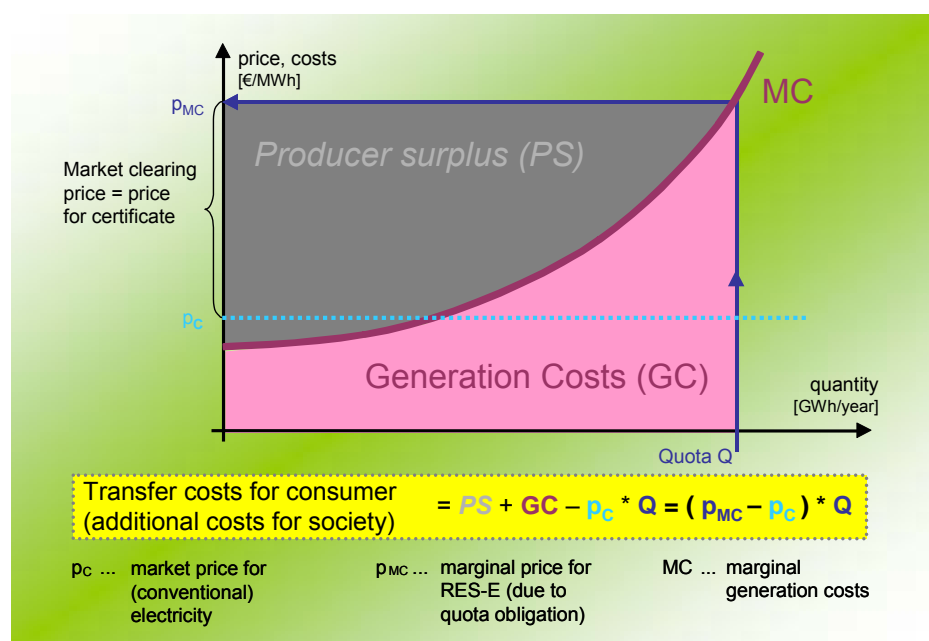 price, costs
[€/MWh]
pMC
MC
Producer surplus (PS)
Market clearing
price = price
for certificate
pC
Generation Costs (GC)
quantity
[GWh/year]
Quota Q
Transfer costs for consumer
(additional costs for society)
= PS + GC – pC * Q = ( pMC – pC ) * Q
pC ... market price for
(conventional)
electricity
pMC ... marginal price for
RES-E (due to
quota obligation)
MC ... marginal
generation costs